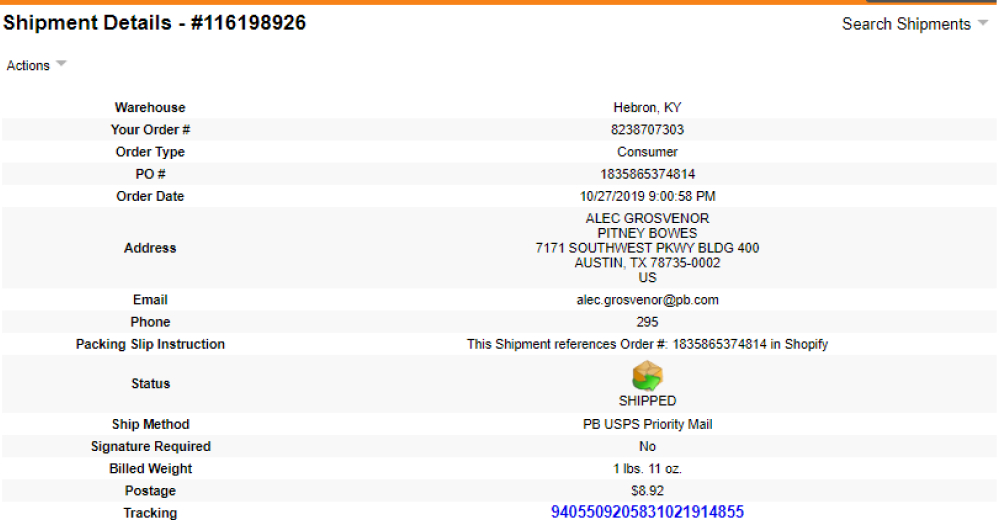 Shipment Details - #116198926
Search Shipments
Actions
Warehouse Hebron, KY
Your Order # 8238707303
Order Type Consumer
PO # 1835865374814
Order Date 10/27/2019 9:00:58 PM
Address ALEC GROSVENOR
PITNEY BOWES
7171 SOUTHWEST PKWY BLDG 400
AUSTIN, TX 78735-0002
US
Email alec.grosvenor@pb.com
Phone 295
Packing Slip Instruction This Shipment references Order #: 1835865374814 in Shopify
Status SHIPPED
Ship Method PB USPS Priority Mail
Signature Required No
Billed Weight 1 lbs. 11 oz.
Postage $8.92
Tracking 9405509205831021914855